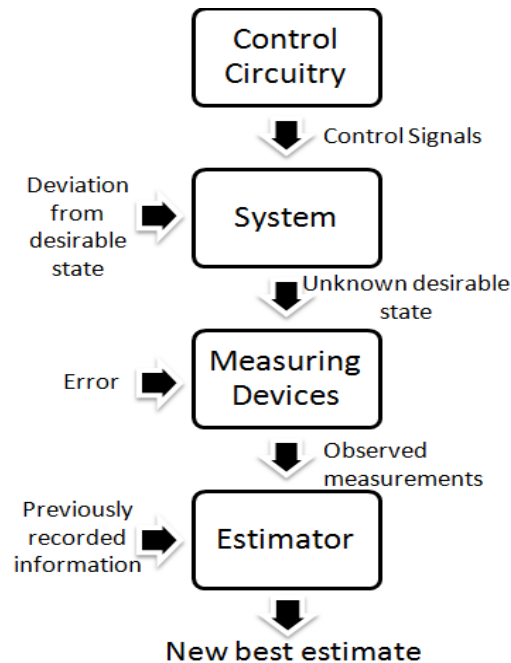 Control
Circuitry
Control Signals
Deviation
from
desirable
state
System
Unknown desirable
state
Error
Measuring
Devices
Observed
measurements
Previously
recorded
information
Estimator
New best estimate